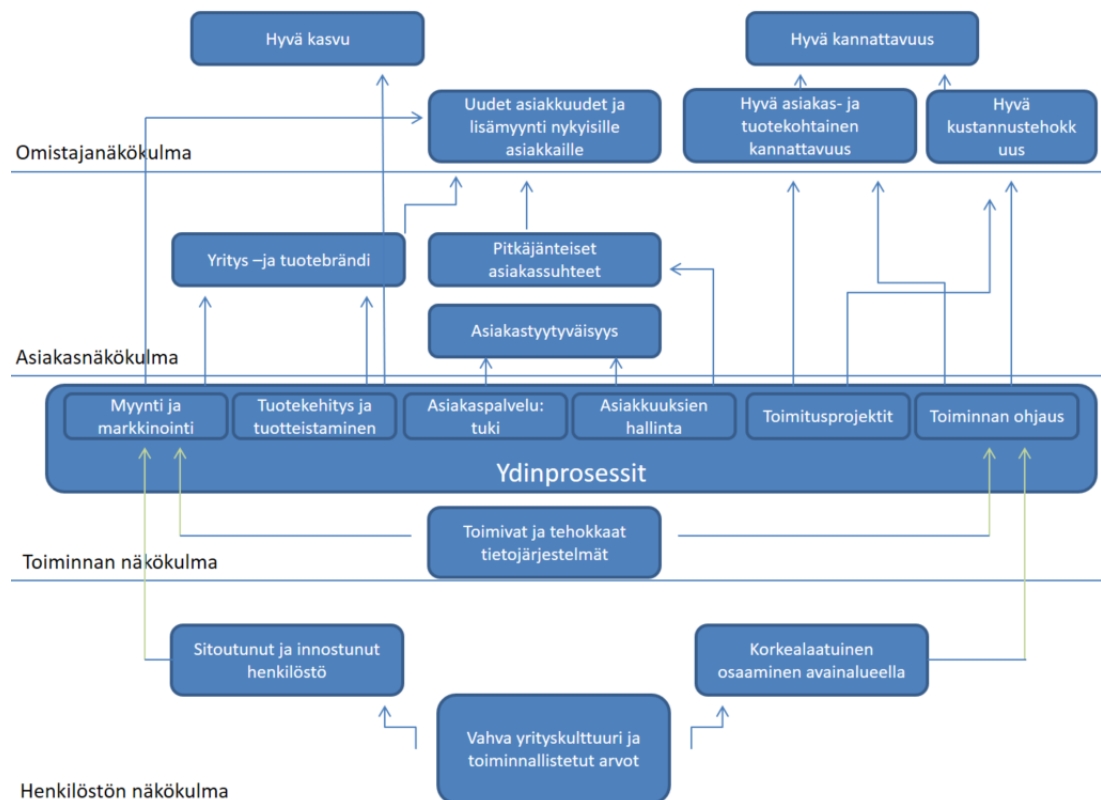 Hyvä kasvu
Hyvä kannattavuus
Uudet asiakkuudet ja
lisämyynti nykyisille
asiakkaille
Hyvä asiakas- ja
tuotekohtainen
kannattavuus
Hyvä
kustannustehokk
uus
Omistajanäkökulma
Yritys –ja tuotebrändi
Pitkäjänteiset
asiakassuhteet
Asiakastyytyväisyys
Asiakasnäkökulma
Myynti ja
markkinointi
Tuotekehitys ja
tuotteistaminen
Asiakaspalvelu:
tuki
Asiakkuuksien
hallinta
Toimitusprojektit
Toiminnan ohjaus
Ydinprosessit
Toimivat ja tehokkaat
tietojärjestelmät
Toiminnan näkökulma
Sitoutunut ja innostunut
henkilöstö
Korkealaatuinen
osaaminen avainalueella
Vahva yrityskulttuuri ja
toiminnallistetut arvot
Henkilöstön näkökulma